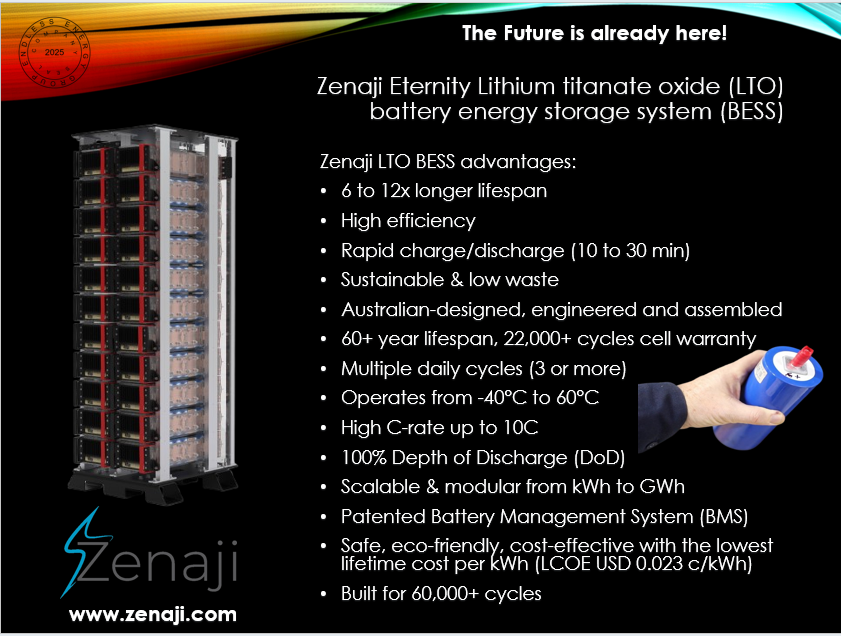 ENDLESS ENERGY GROUP
COMPANY
2025
SEAL
The Future is already here!
Zenaji Eternity Lithium titanate oxide (LTO)
battery energy storage system (BESS)
Zenaji LTO BESS advantages:
• 6 to 12x longer lifespan
• High efficiency
• Rapid charge/discharge (10 to 30 min)
• Sustainable & low waste
• Australian-designed, engineered and assembled
• 60+ year lifespan, 22,000+ cycles cell warranty
• Multiple daily cycles (3 or more)
• Operates from -40°C to 60°C
• High C-rate up to 10C
• 100% Depth of Discharge (DoD)
• Scalable & modular from kWh to GWh
• Patented Battery Management System (BMS)
• Safe, eco-friendly, cost-effective with the lowest
lifetime cost per kWh (LCOE USD 0.023 c/kWh)
• Built for 60,000+ cycles
Zenaji
www.zenaji.com